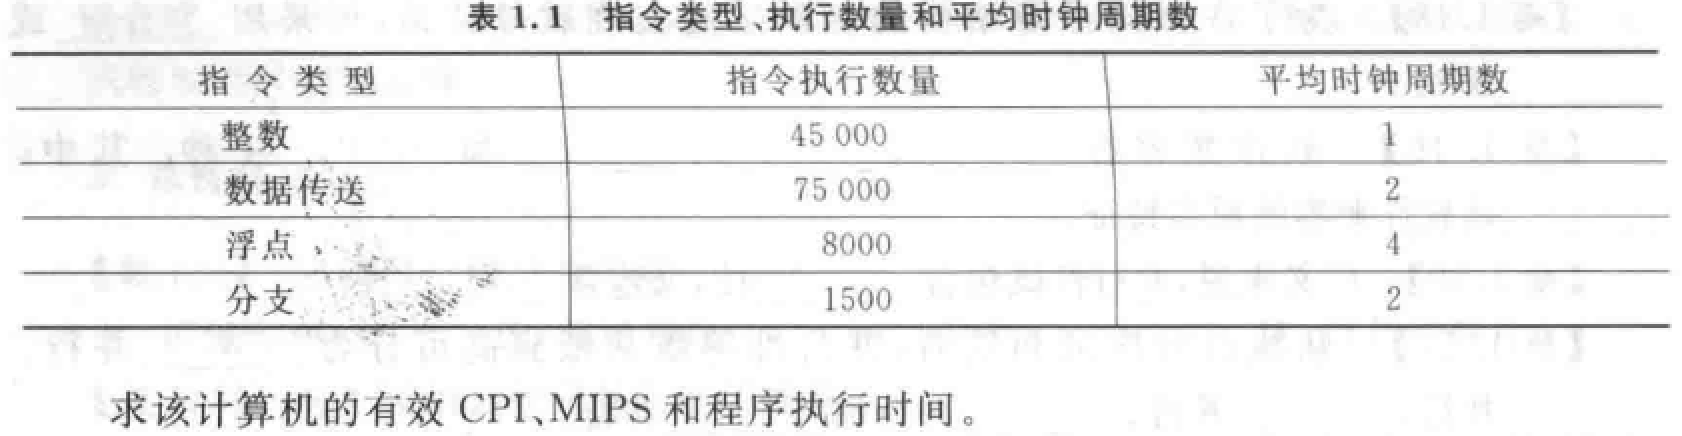 表 1.1 指令类型、执行数量和平均时钟周期数
指令类型 指令执行数量 平均时钟周期数
整数 45 000 1
数据传送 75 000 2
浮点 8000 4
分支 1500 2
求该计算机的有效 CPI、MIPS 和程序执行时间。